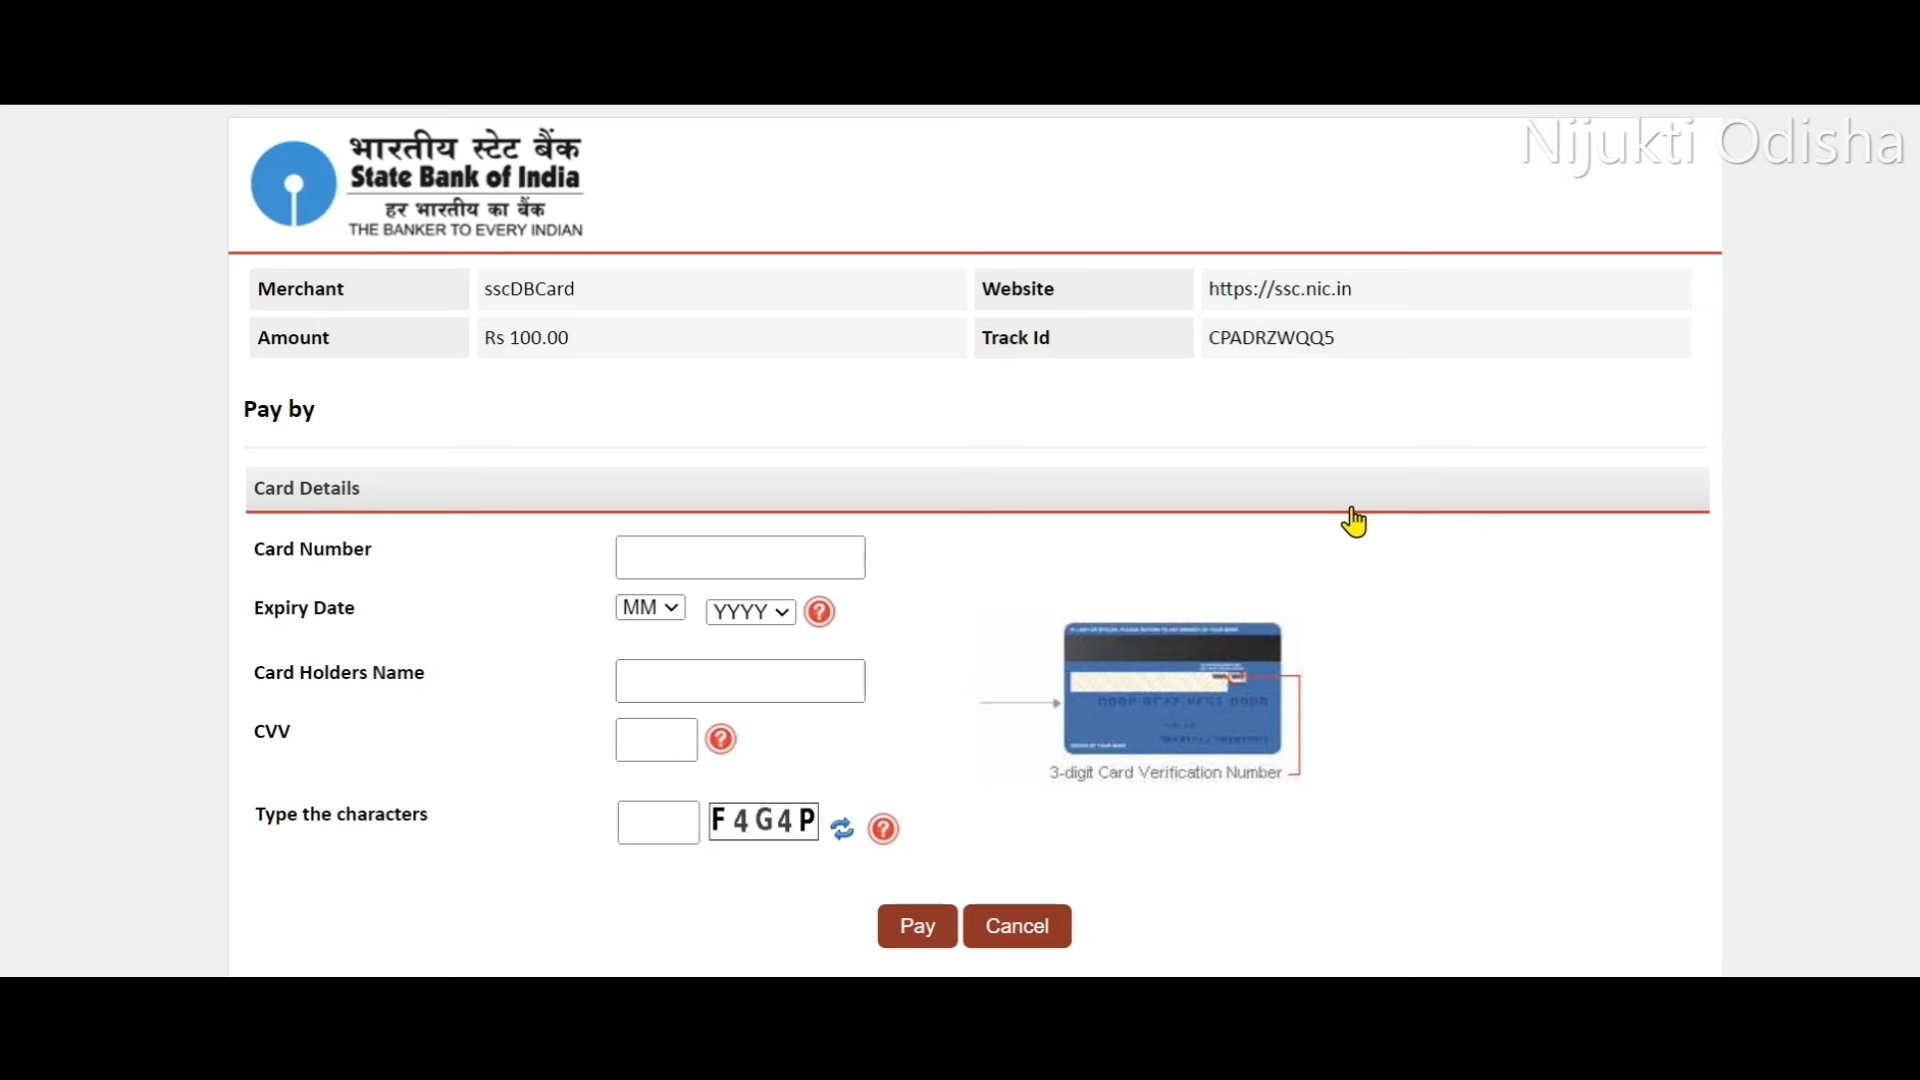 Nijukti Odisha
भारतीय स्टेट बैंक
State Bank of India
हर भारतीय का बैंक
THE BANKER TO EVERY INDIAN
Merchant sscDBCard Website https://ssc.nic.in
Amount Rs 100.00 Track Id CPADRZWQQ5
Pay by
Card Details
Card Number
Expiry Date MM YYYY
Card Holders Name
CVV
3-digit Card Verification Number
Type the characters F4G4P
Pay Cancel